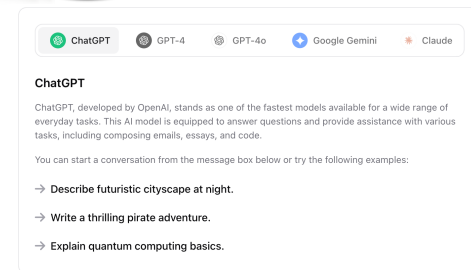 ChatGPT GPT-4 GPT-4o Google Gemini Claude
ChatGPT
ChatGPT, developed by OpenAI, stands as one of the fastest models available for a wide range of
everyday tasks. This AI model is equipped to answer questions and provide assistance with various
tasks, including composing emails, essays, and code.
You can start a conversation from the message box below or try the following examples:
→ Describe futuristic cityscape at night.
→ Write a thrilling pirate adventure.
→ Explain quantum computing basics.